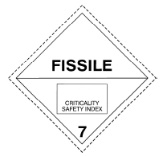 FISSILE
CRITICALITY
SAFETY INDEX
7